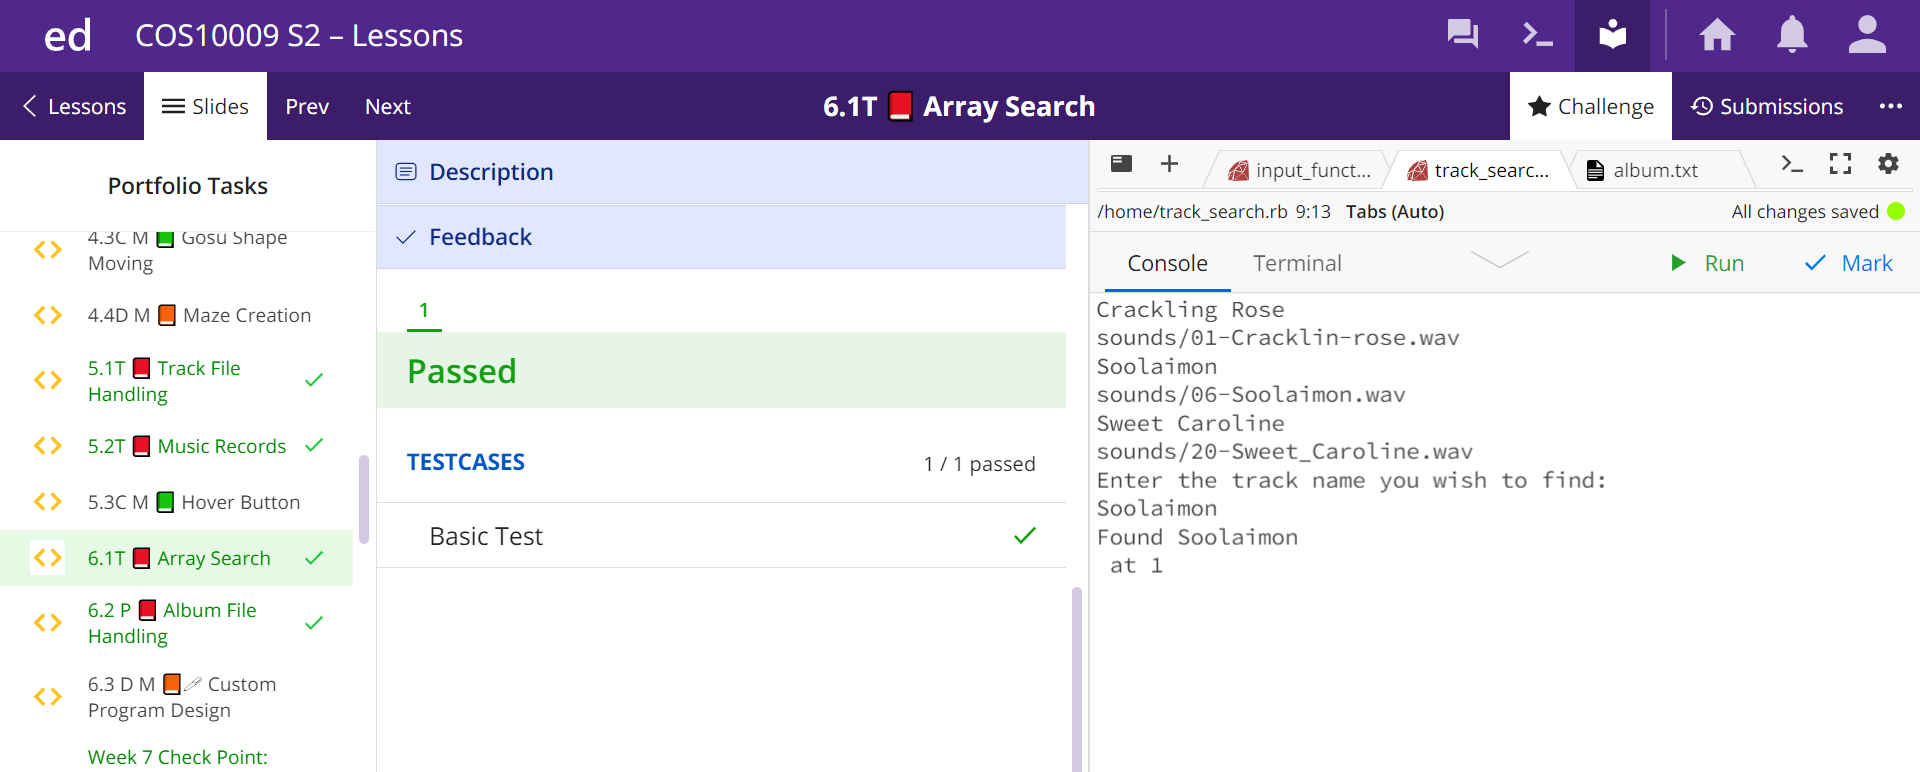 ed COS10009 S2 – Lessons
Lessons Slides Prev Next 6.1T Array Search Challenge Submissions
Portfolio Tasks
4.3C M Gosu Shape
Moving
4.4D M Maze Creation
5.1T Track File
Handling
5.2T Music Records
5.3C M Hover Button
6.1T Array Search
6.2 P Album File
Handling
6.3 D M Custom
Program Design
Week 7 Check Point:
Description
Feedback
1
Passed
TESTCASES 1 / 1 passed
Basic Test
input_funct... track_searc... album.txt
/home/track_search.rb 9:13 Tabs (Auto) All changes saved
Console Terminal Run Mark
Crackling Rose
sounds/01-Cracklin-rose.wav
Soolaimon
sounds/06-Soolaimon.wav
Sweet Caroline
sounds/20-Sweet_Caroline.wav
Enter the track name you wish to find:
Soolaimon
Found Soolaimon
at 1